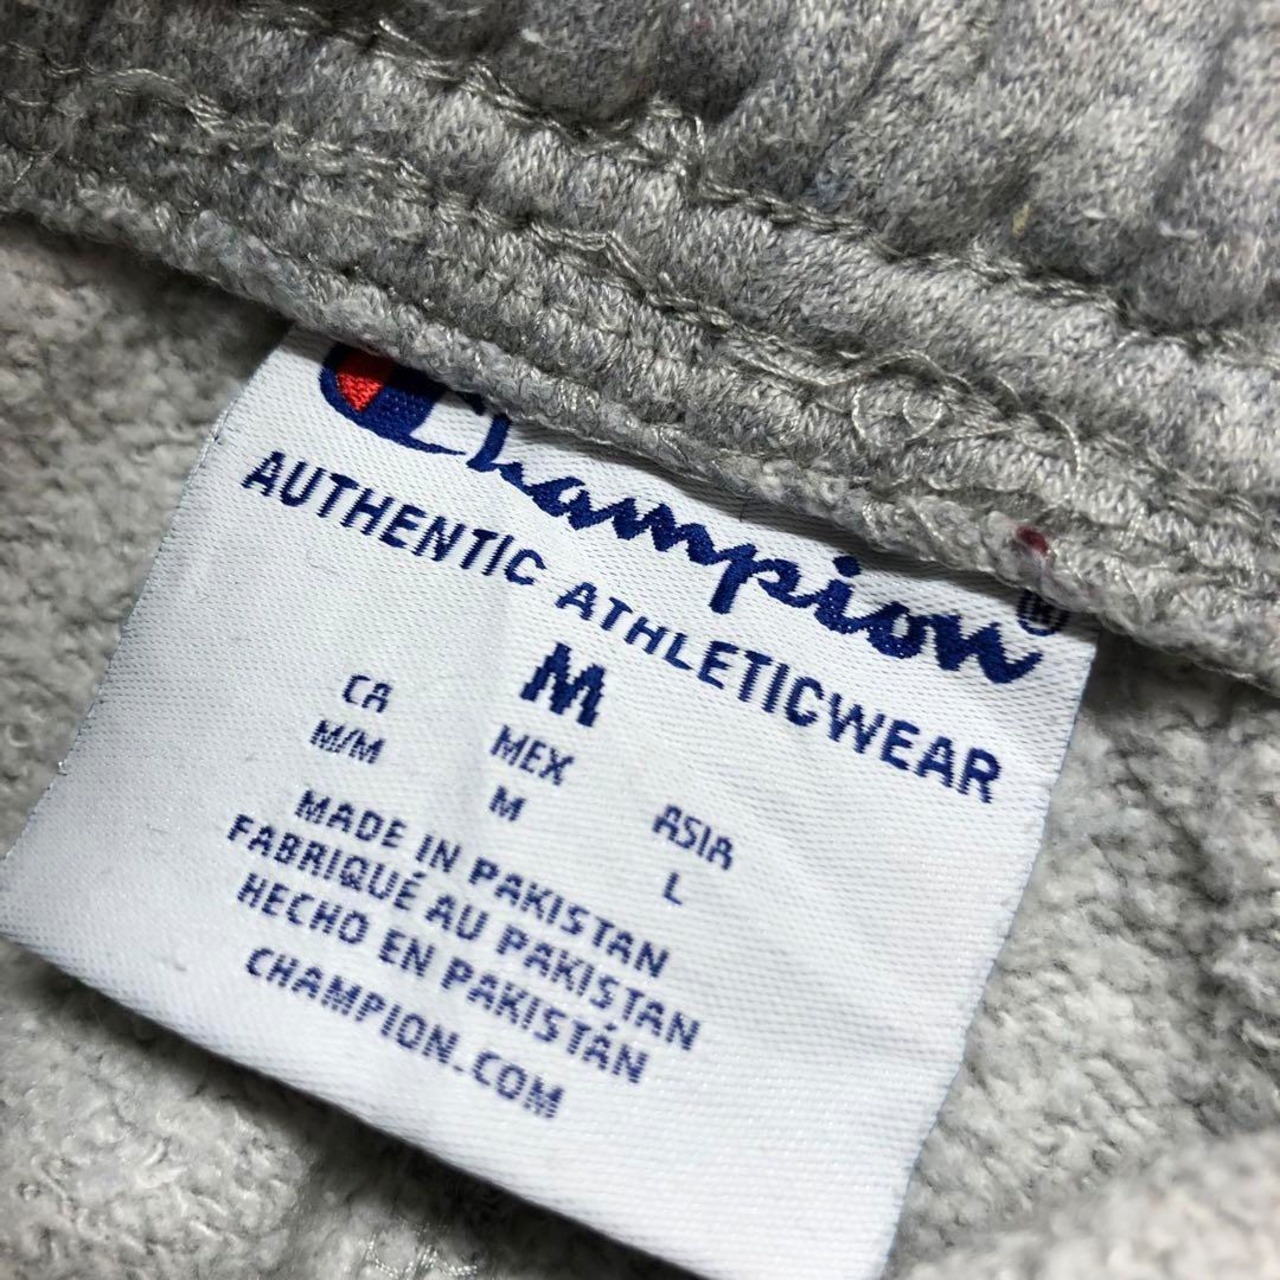 Champion®
AUTHENTIC ATHLETICWEAR
M
CA MEX ASIA
M/M M L
MADE IN PAKISTAN
FABRIQUÉ AU PAKISTAN
HECHO EN PAKISTÁN
CHAMPION.COM